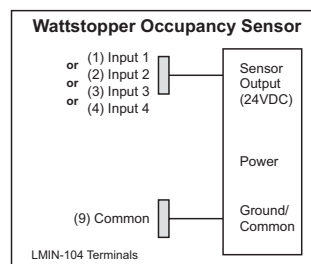 Wattstopper Occupancy Sensor
(1) Input 1
or
(2) Input 2
or
(3) Input 3
or
(4) Input 4
Sensor
Output
(24VDC)
Power
(9) Common
Ground/
Common
LMIN-104 Terminals